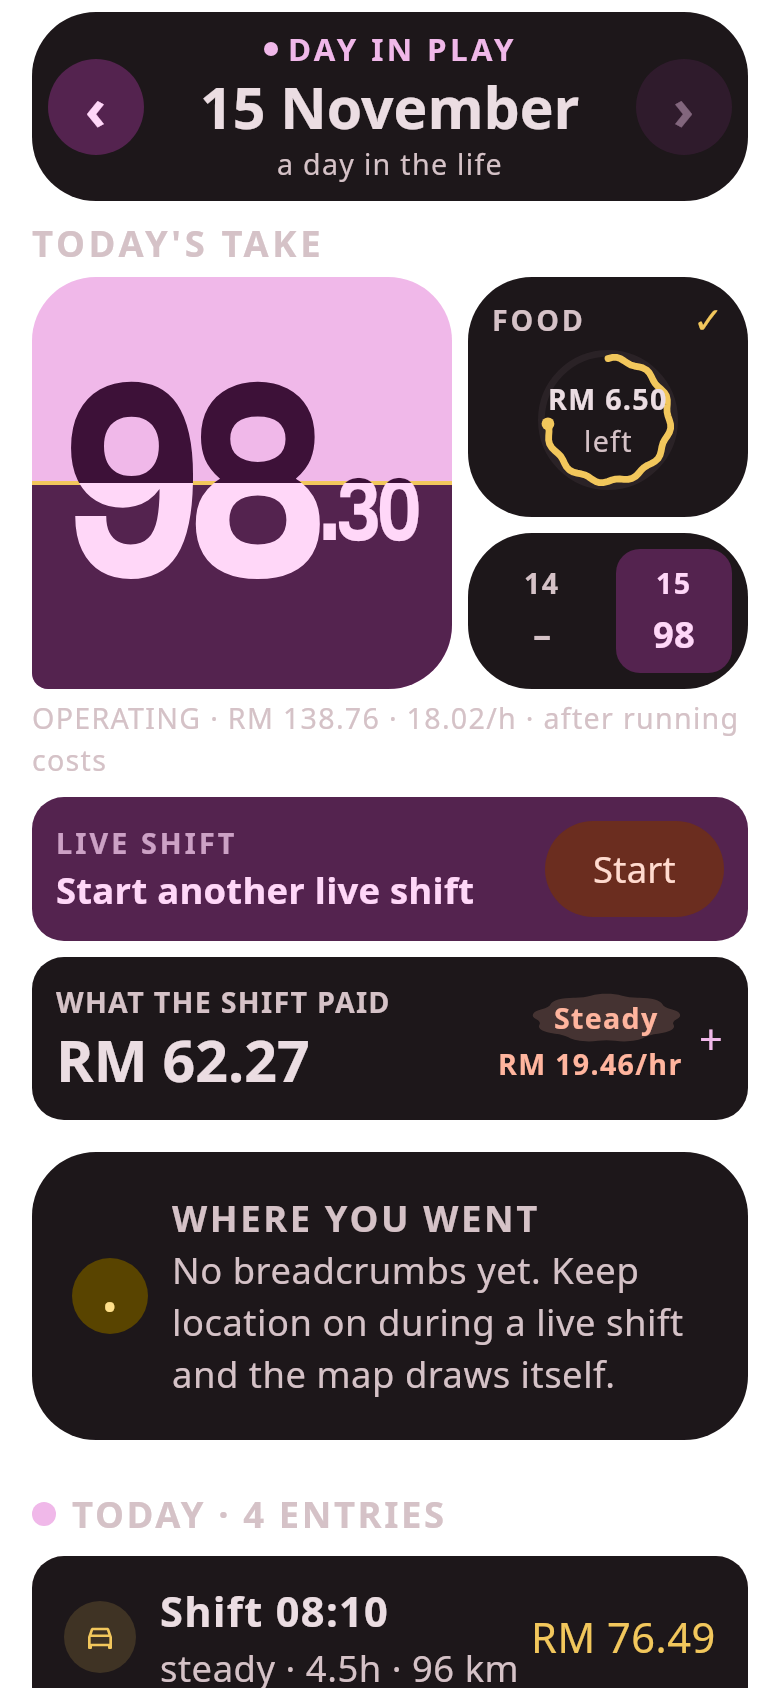 DAY IN PLAY
‹
15 November
›
a day in the life
TODAY'S TAKE
98.30
FOOD ✓
RM 6.50
left
14
–
15
98
OPERATING · RM 138.76 · 18.02/h · after running
costs
LIVE SHIFT
Start another live shift
Start
WHAT THE SHIFT PAID
RM 62.27
Steady
RM 19.46/hr
+
WHERE YOU WENT
No breadcrumbs yet. Keep
location on during a live shift
and the map draws itself.
TODAY · 4 ENTRIES
Shift 08:10
steady · 4.5h · 96 km
RM 76.49